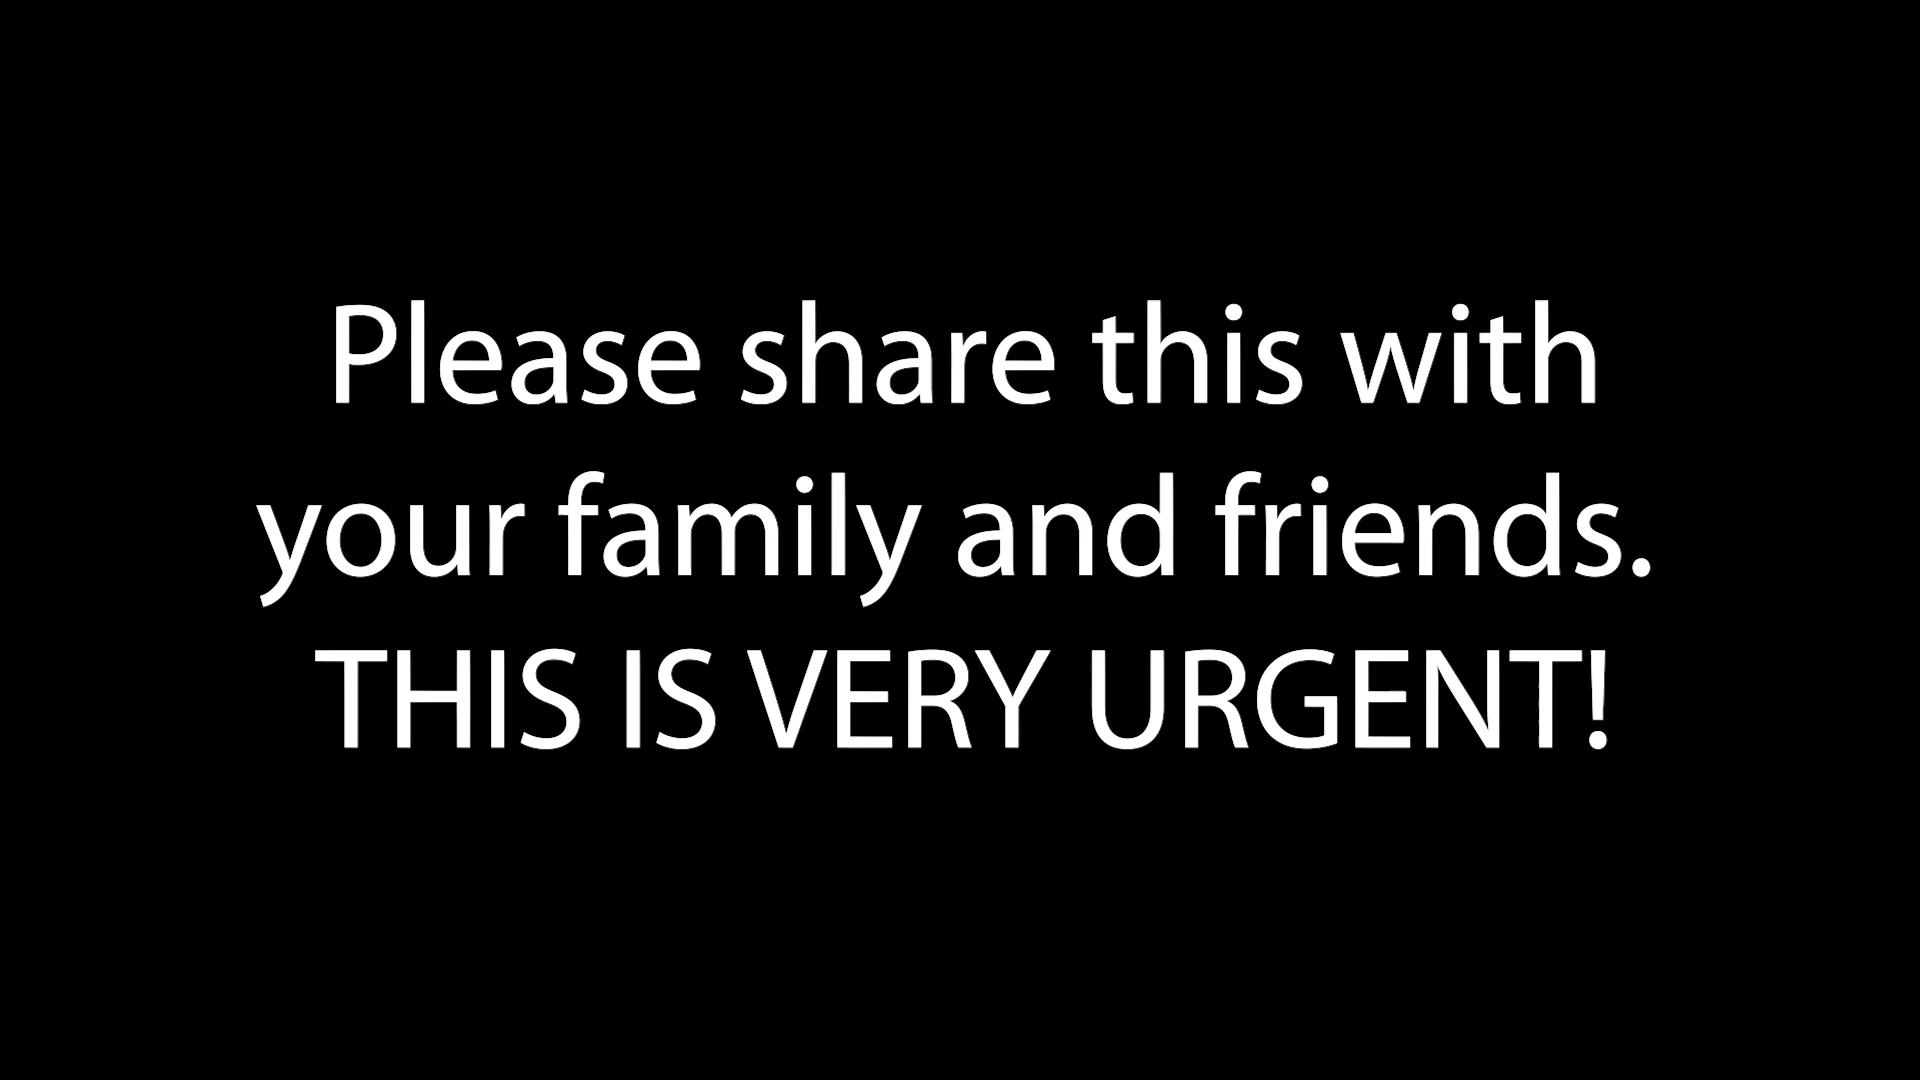 Please share this with
your family and friends.
THIS IS VERY URGENT!